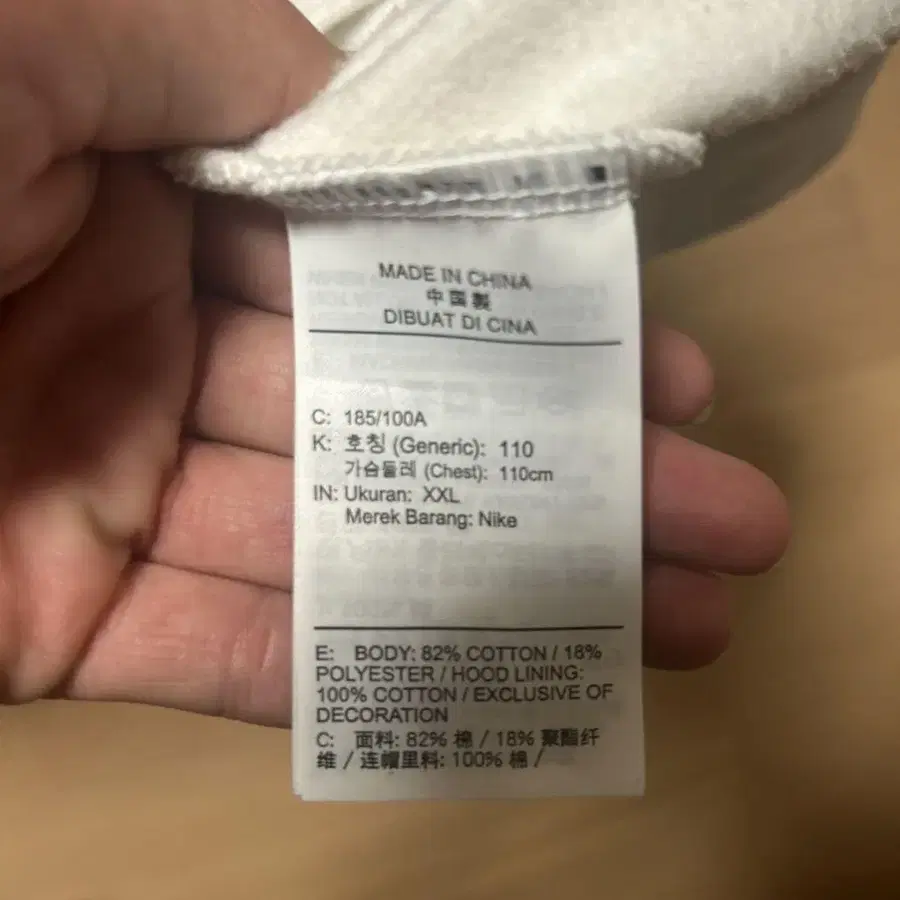 MADE IN CHINA
中国製
DIBUAT DI CINA
C: 185/100A
K: 호칭 (Generic): 110
가슴둘레 (Chest): 110cm
IN: Ukuran: XXL
Merek Barang: Nike
E: BODY: 82% COTTON / 18%
POLYESTER / HOOD LINING:
100% COTTON / EXCLUSIVE OF
DECORATION
C: 面料: 82% 棉 / 18% 聚酯纤
维 / 连帽里料: 100% 棉 /